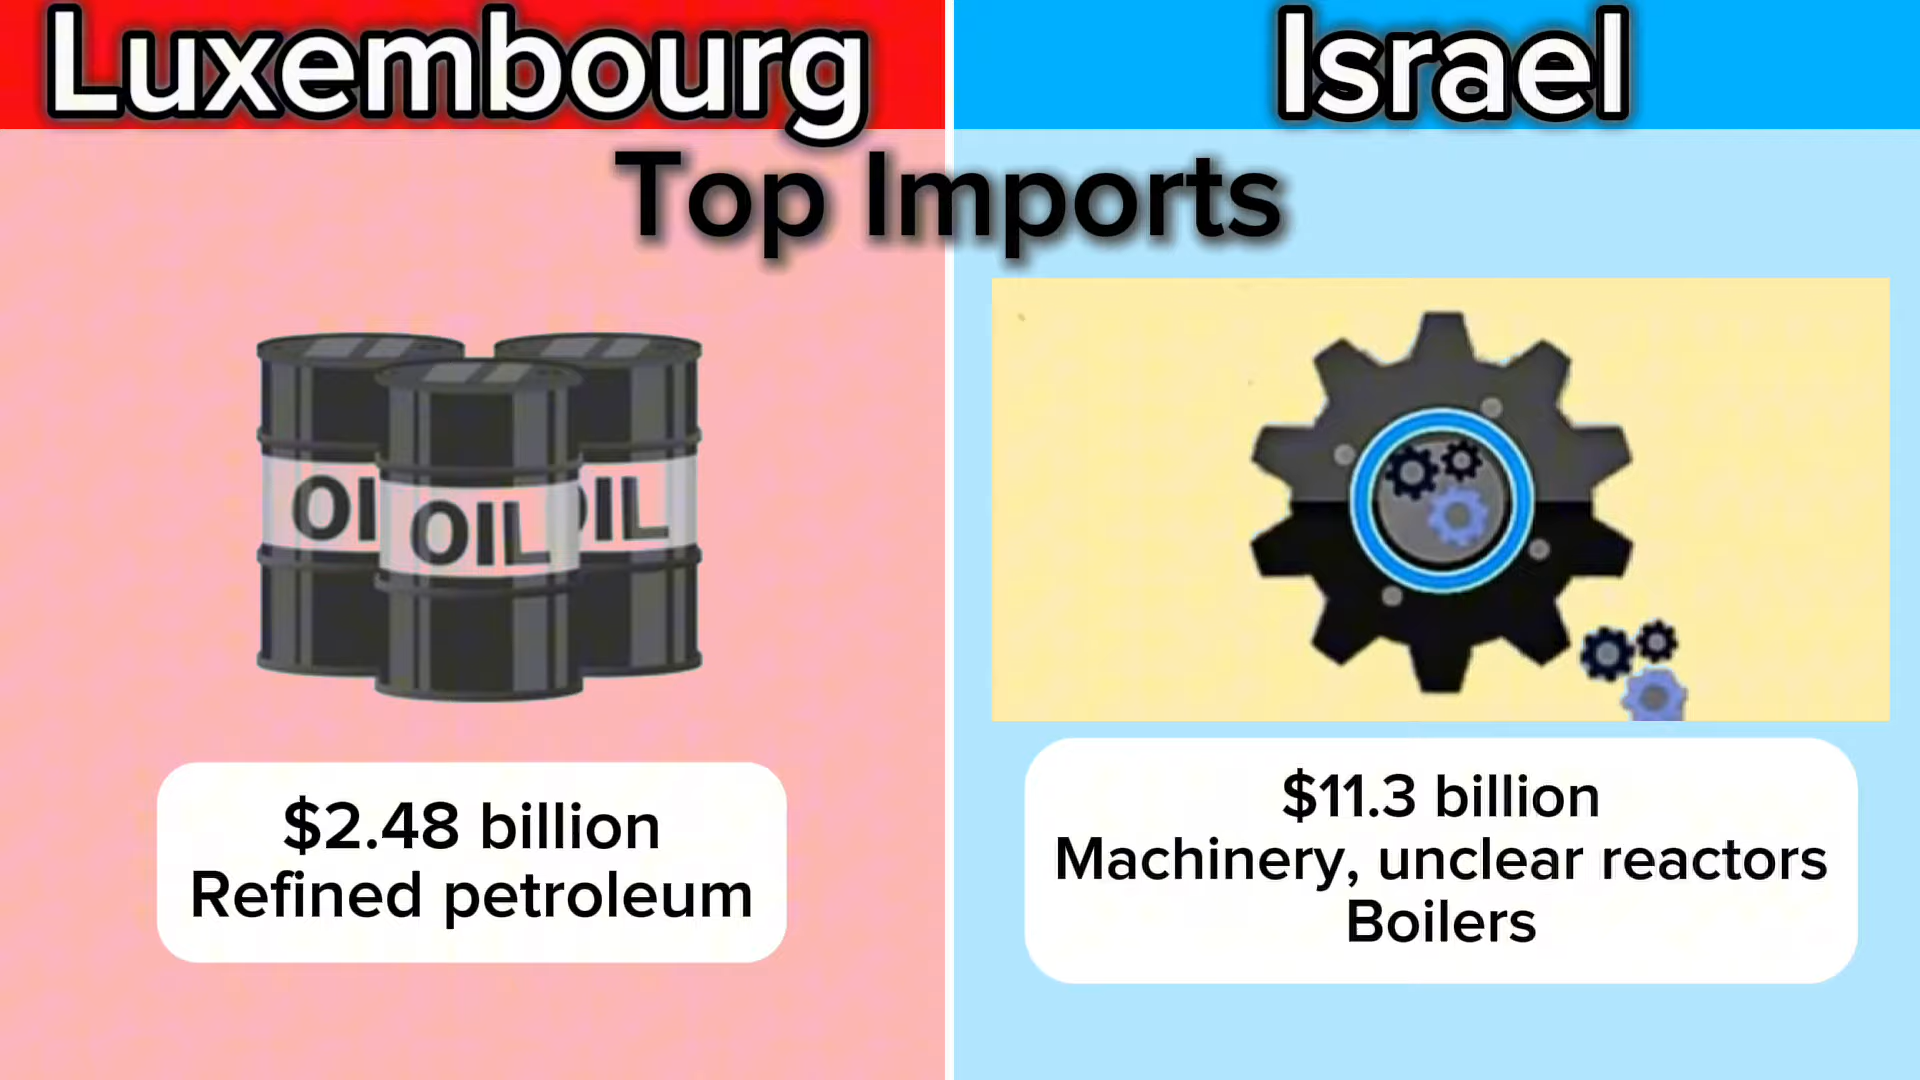 Luxembourg
Israel
Top Imports
OIL
OIL
OIL
$2.48 billion
Refined petroleum
$11.3 billion
Machinery, unclear reactors
Boilers